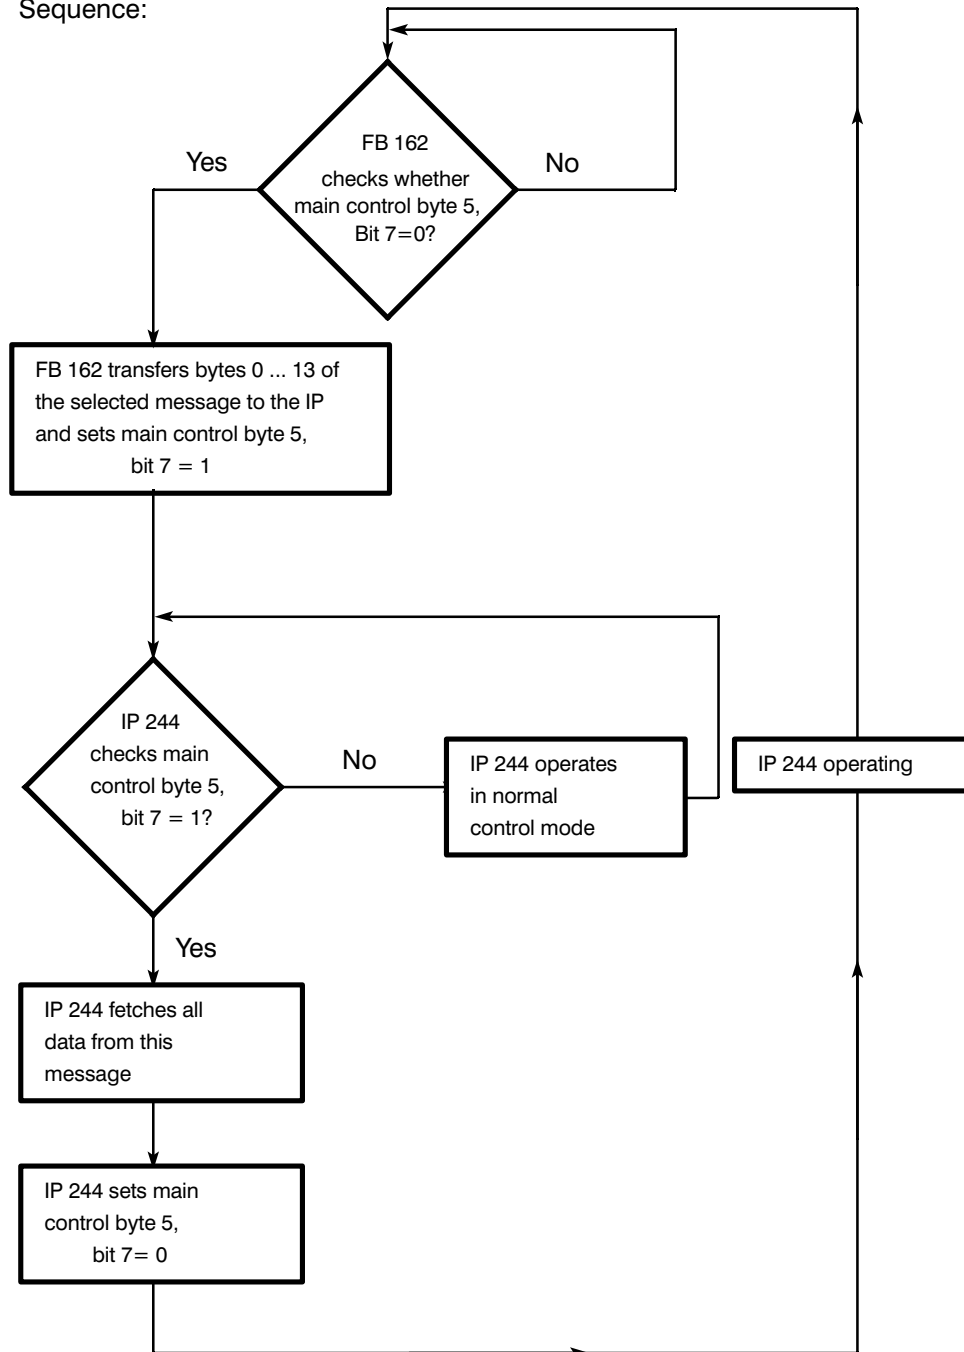 Sequence:
FB 162
checks whether
main control byte 5,
Bit 7=0?
Yes
No
FB 162 transfers bytes 0 ... 13 of
the selected message to the IP
and sets main control byte 5,
bit 7 = 1
IP 244
checks main
control byte 5,
bit 7 = 1?
No
IP 244 operates
in normal
control mode
IP 244 operating
Yes
IP 244 fetches all
data from this
message
IP 244 sets main
control byte 5,
bit 7= 0